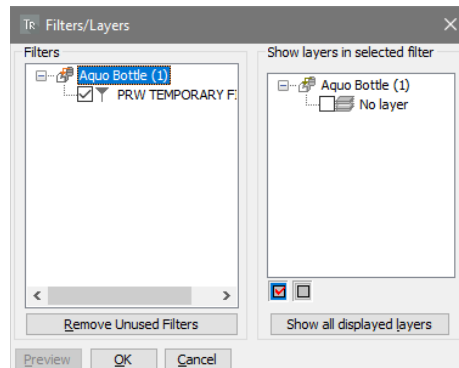 TR Filters/Layers
Filters
Aquo Bottle (1)
PRW TEMPORARY F
Remove Unused Filters
Show layers in selected filter
Aquo Bottle (1)
No layer
Show all displayed layers
Preview OK Cancel